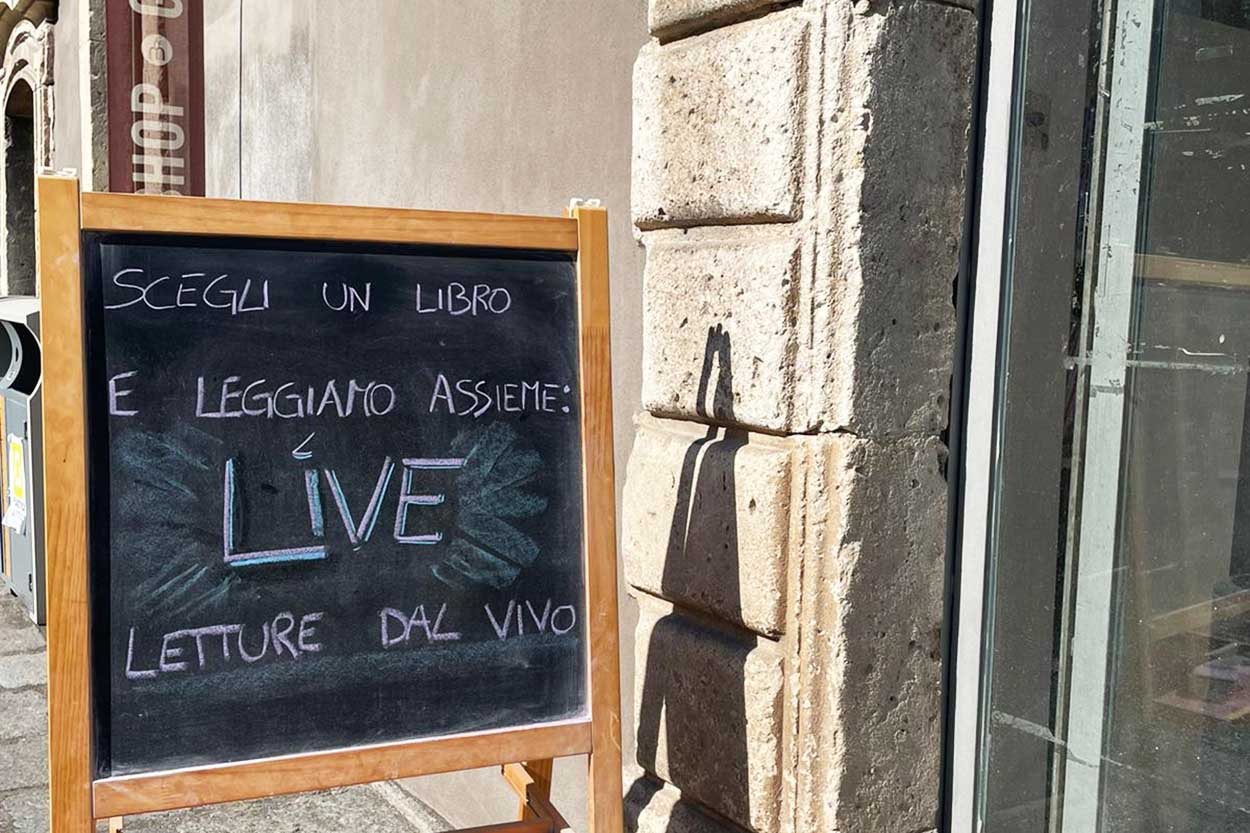 SCEGLI UN LIBRO
E LEGGIAMO ASSIEME:
LIVE
LETTURE DAL VIVO